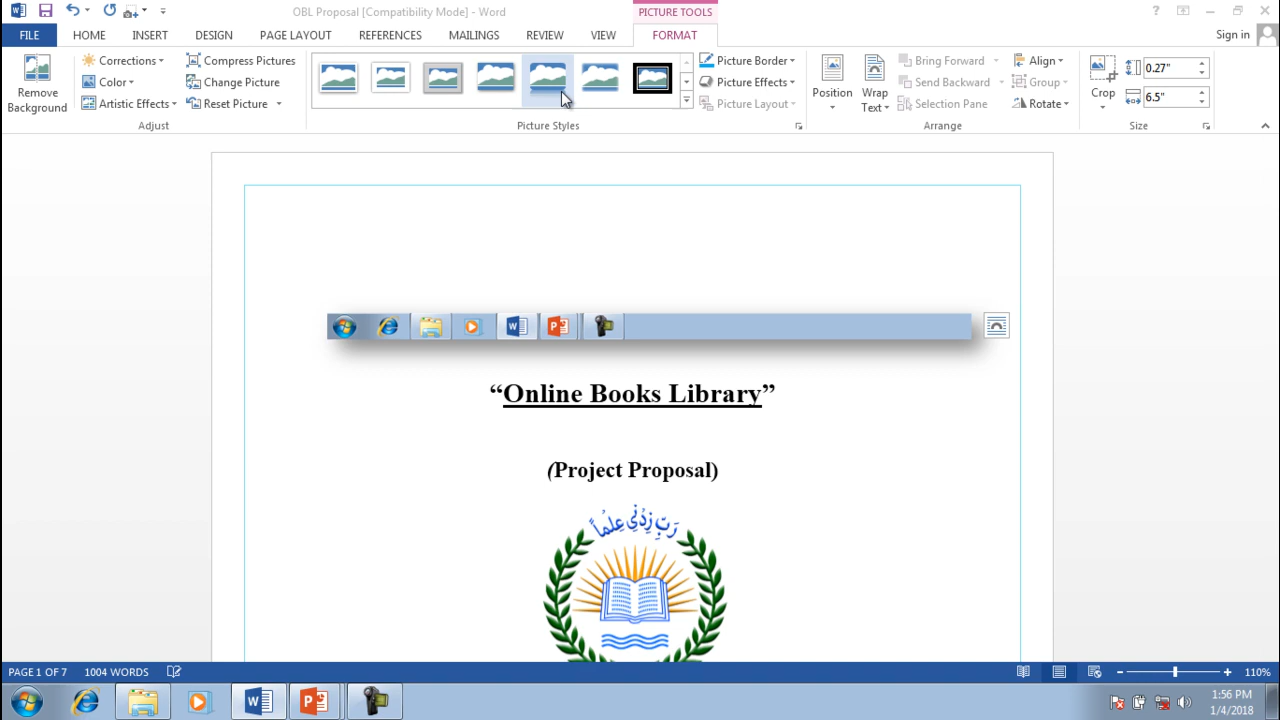 OBL Proposal [Compatibility Mode] - Word
PICTURE TOOLS
?
FILE
HOME
INSERT
DESIGN
PAGE LAYOUT
REFERENCES
MAILINGS
REVIEW
VIEW
FORMAT
Sign in
Remove
Background
Corrections
Color
Artistic Effects
Compress Pictures
Change Picture
Reset Picture
Adjust
Picture Styles
Picture Border
Picture Effects
Picture Layout
Position
Wrap
Text
Bring Forward
Send Backward
Selection Pane
Align
Group
Rotate
Arrange
Crop
0.27"
6.5"
Size
“Online Books Library”
(Project Proposal)
رَبِّ زِدْنِي عِلْماً
PAGE 1 OF 7
1004 WORDS
110%
1:56 PM
1/4/2018